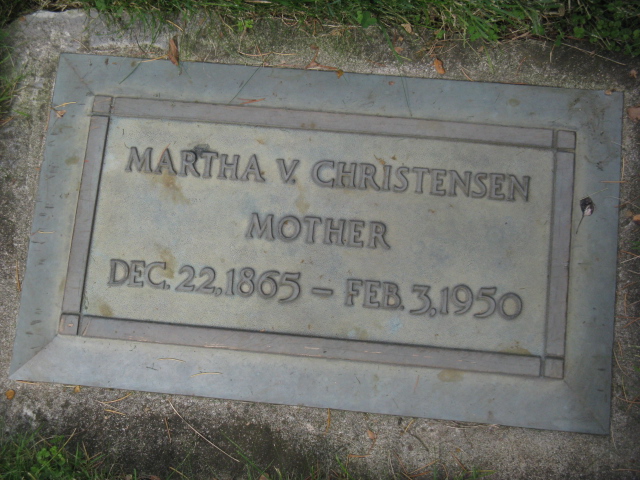 MARTHA V. CHRISTENSEN
MOTHER
DEC. 22, 1865 – FEB. 3, 1950